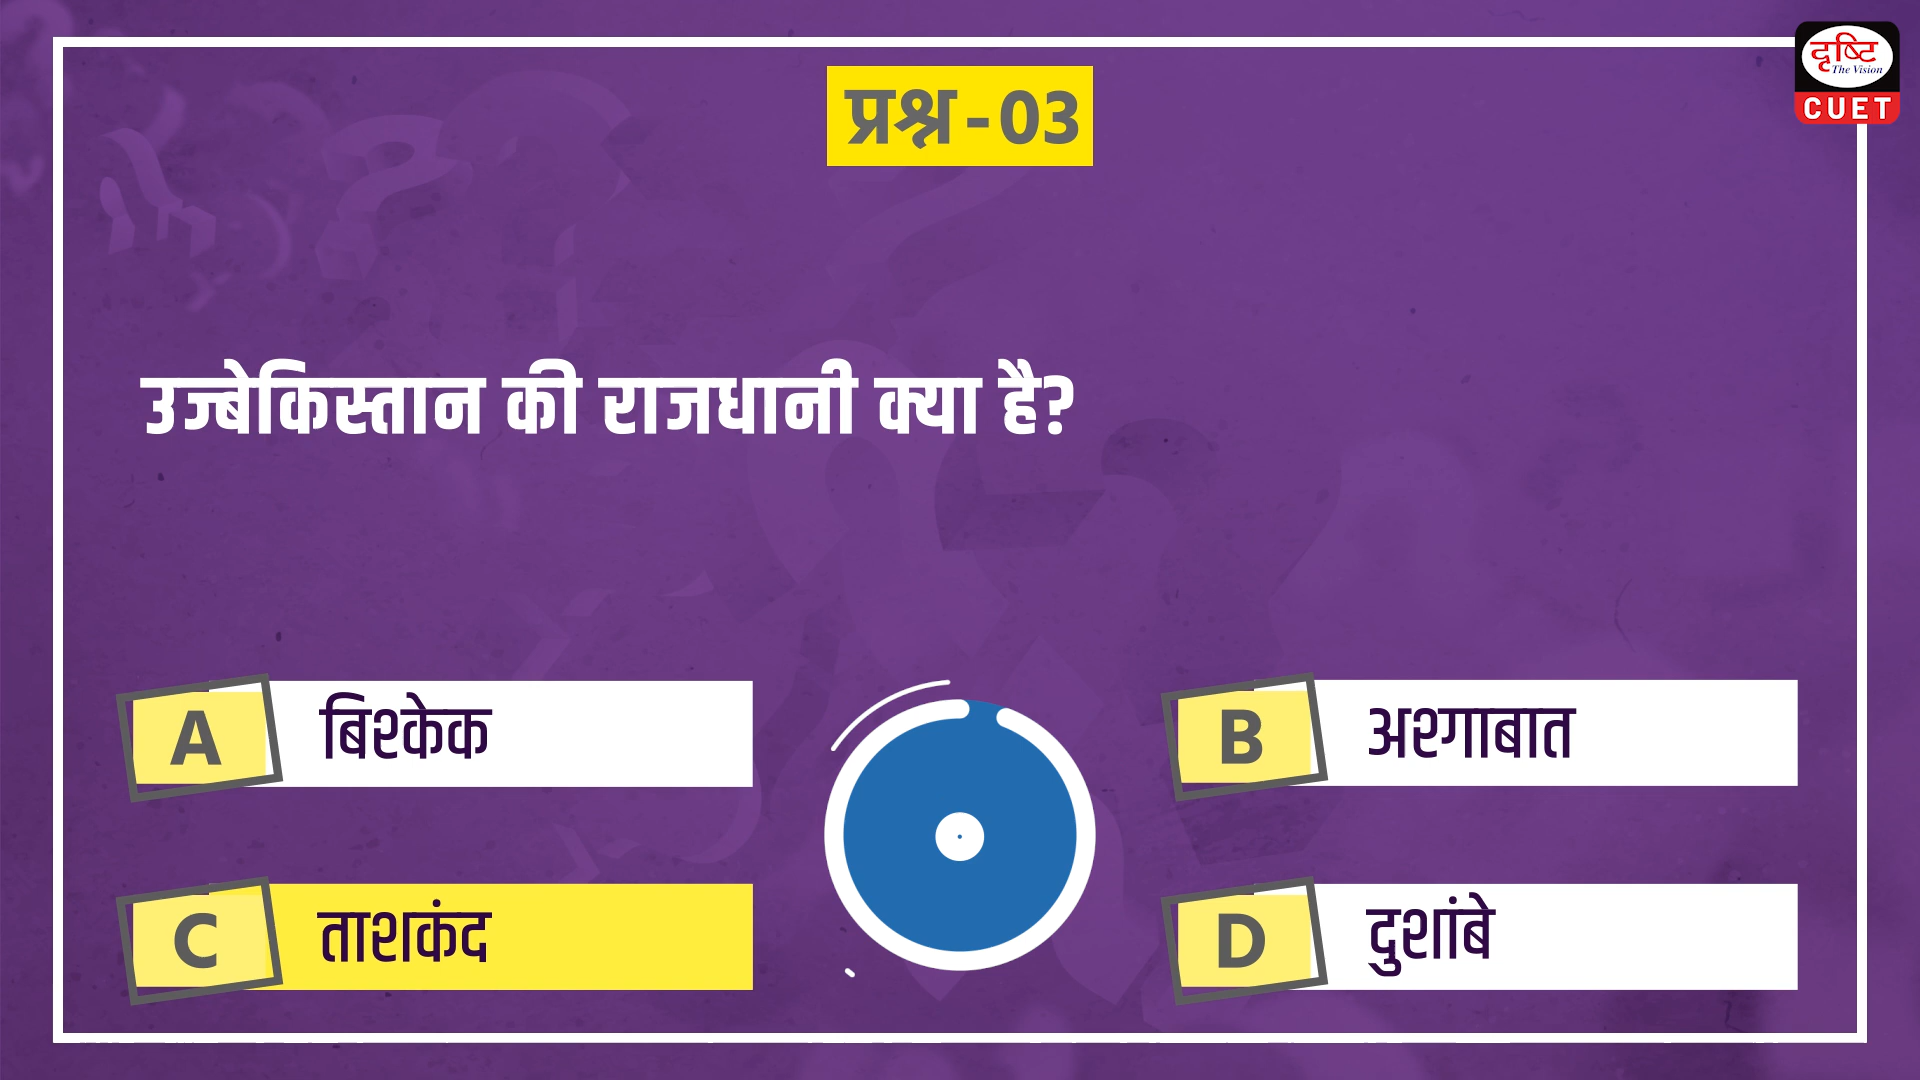 दृष्टि
The Vision
CUET
प्रश्न - 03
उज्बेकिस्तान की राजधानी क्या है?
A बिश्केक
B अश्गाबात
C ताशकंद
D दुशांबे